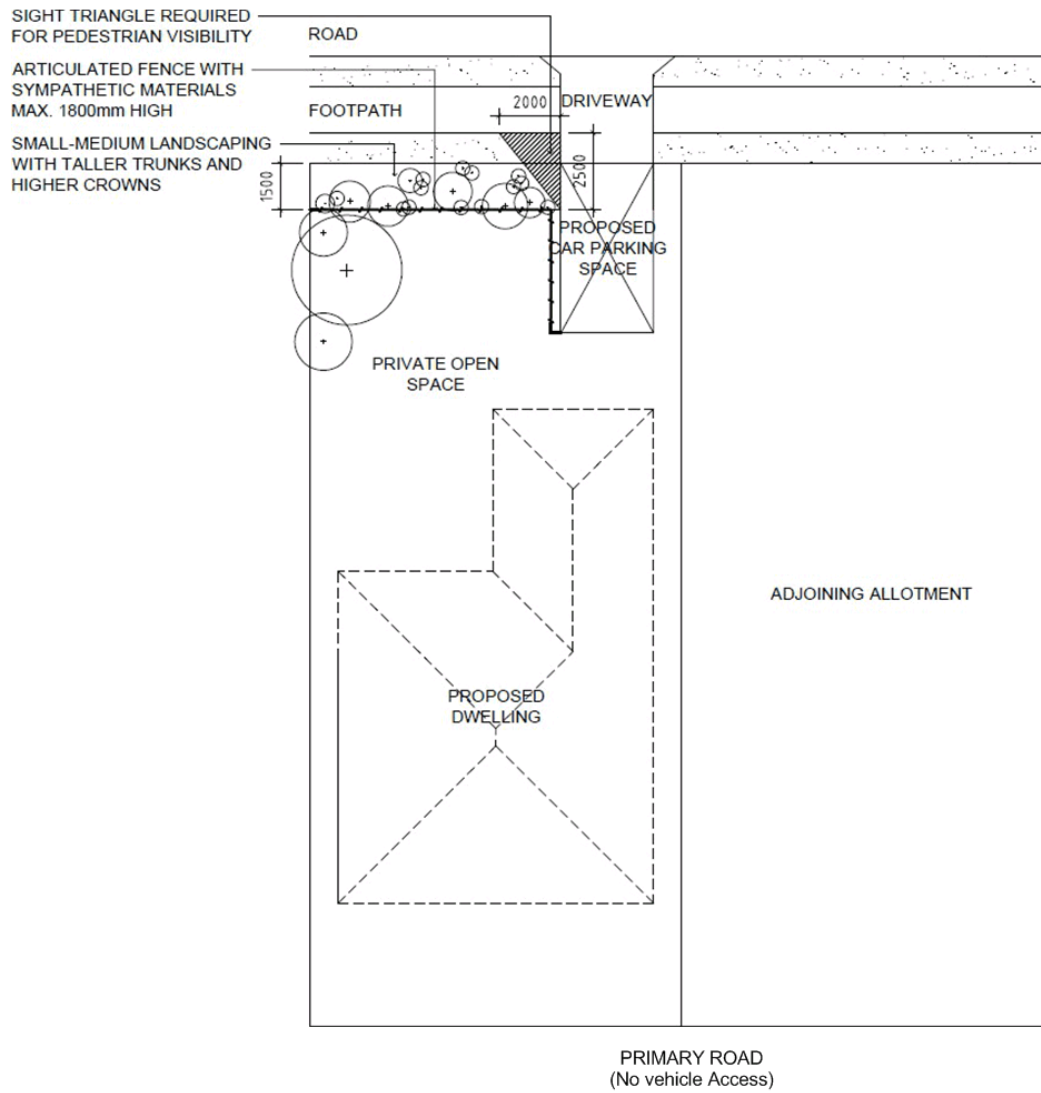 SIGHT TRIANGLE REQUIRED
FOR PEDESTRIAN VISIBILITY
ROAD
ARTICULATED FENCE WITH
SYMPATHETIC MATERIALS
MAX. 1800mm HIGH
FOOTPATH
2000
DRIVEWAY
SMALL-MEDIUM LANDSCAPING
WITH TALLER TRUNKS AND
HIGHER CROWNS
1500
2500
PROPOSED
CAR PARKING
SPACE
PRIVATE OPEN
SPACE
ADJOINING ALLOTMENT
PROPOSED
DWELLING
PRIMARY ROAD
(No vehicle Access)